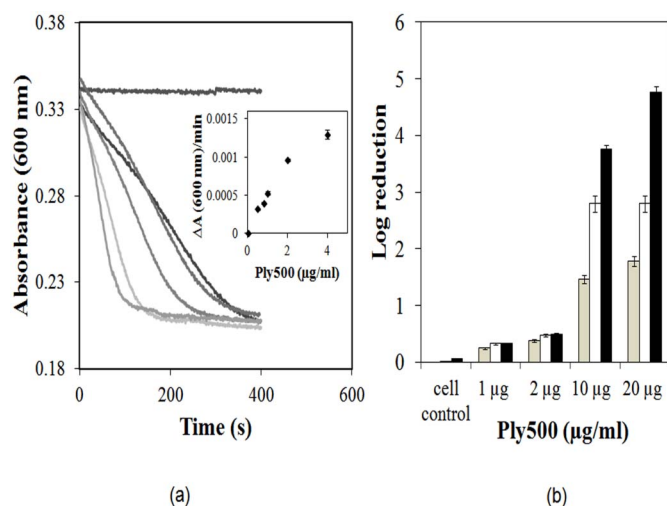 0.38
0.33
0.28
0.23
0.18
Absorbance (600 nm)
0 200 400 600
Time (s)
0.0015
0.001
0.0005
0
ΔA (600 nm)/min
0 2 4
Ply500 (µg/ml)
(a)
6
5
4
3
2
1
0
Log reduction
cell control
1 µg
2 µg
10 µg
20 µg
Ply500 (µg/ml)
(b)